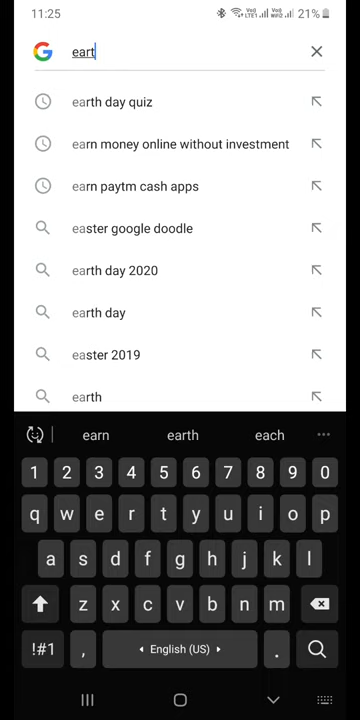 11:25
Vo)) LTE1
21%
eart
earth day quiz
earn money online without investment
earn paytm cash apps
easter google doodle
earth day 2020
earth day
easter 2019
earth
earn earth each
1 2 3 4 5 6 7 8 9 0
q w e r t y u i o p
a s d f g h j k l
z x c v b n m
!#1 , English (US) .